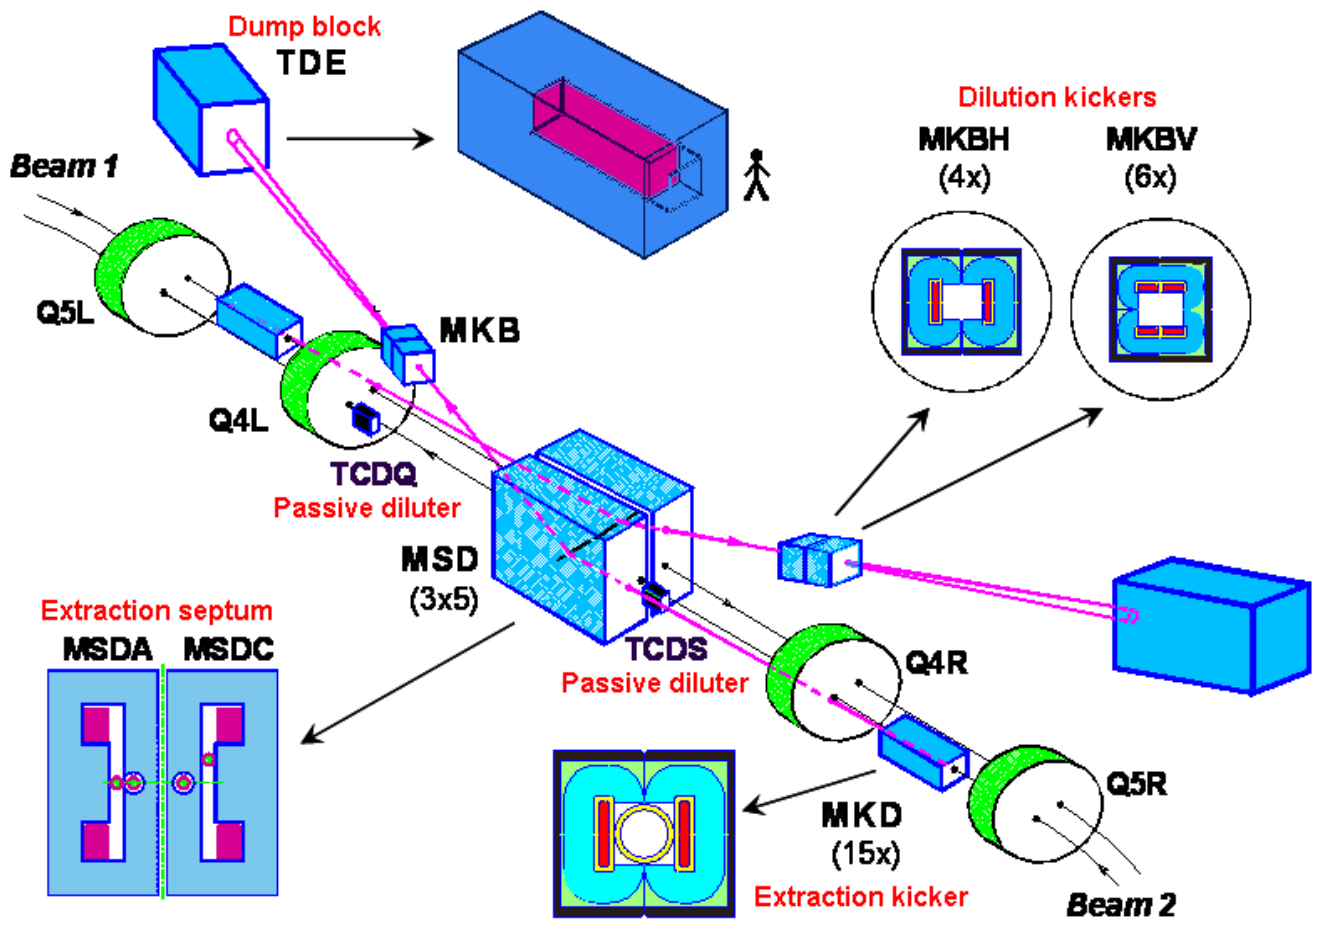 Dump block
TDE
Dilution kickers
MKBH
(4x)
MKBV
(6x)
Beam 1
Q5L
MKB
Q4L
TCDQ
Passive diluter
MSD
(3x5)
Extraction septum
MSDA
MSDC
TCDS
Passive diluter
Q4R
Q5R
MKD
(15x)
Extraction kicker
Beam 2